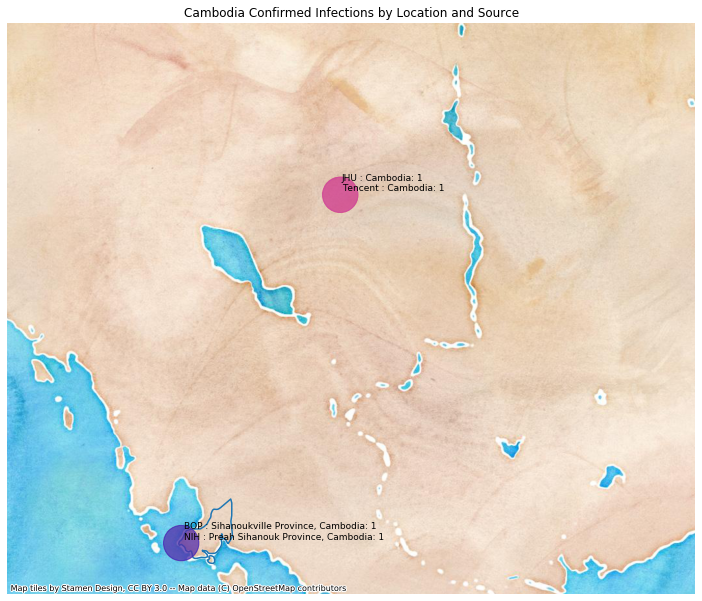 Cambodia Confirmed Infections by Location and Source
JHU : Cambodia: 1
Tencent : Cambodia: 1
BOP : Sihanoukville Province, Cambodia: 1
NIH : Preah Sihanouk Province, Cambodia: 1
Map tiles by Stamen Design, CC BY 3.0 -- Map data (C) OpenStreetMap contributors